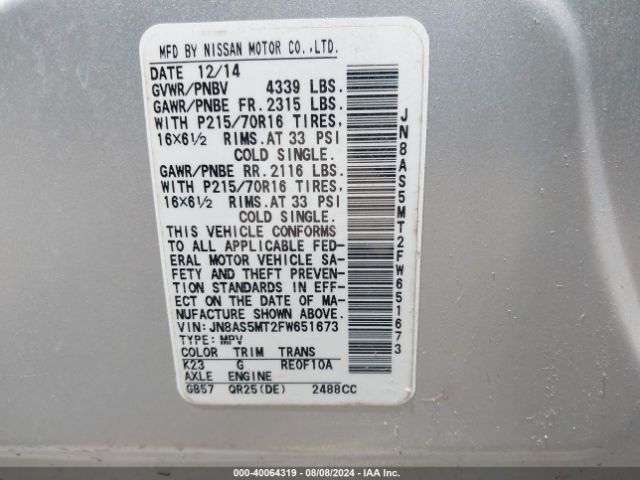 MFD BY NISSAN MOTOR CO.,LTD.
DATE 12/14
GVWR/PNBV 4339 LBS.
GAWR/PNBE FR. 2315 LBS.
WITH P215/70R16 TIRES,
16×6½ RIMS. AT 33 PSI
COLD SINGLE.
GAWR/PNBE RR. 2116 LBS.
WITH P215/70R16 TIRES,
16×6½ RIMS. AT 33 PSI
COLD SINGLE.
THIS VEHICLE CONFORMS
TO ALL APPLICABLE FED-
ERAL MOTOR VEHICLE SA-
FETY AND THEFT PREVEN-
TION STANDARDS IN EFF-
ECT ON THE DATE OF MA-
NUFACTURE SHOWN ABOVE.
VIN: JN8AS5MT2FW651673
TYPE: MPV
COLOR TRIM TRANS
K23 G RE0F10A
AXLE ENGINE
GB57 QR25(DE) 2488CC
JN8AS5MT2FW651673
000-40064319 - 08/08/2024 - IAAI.CA